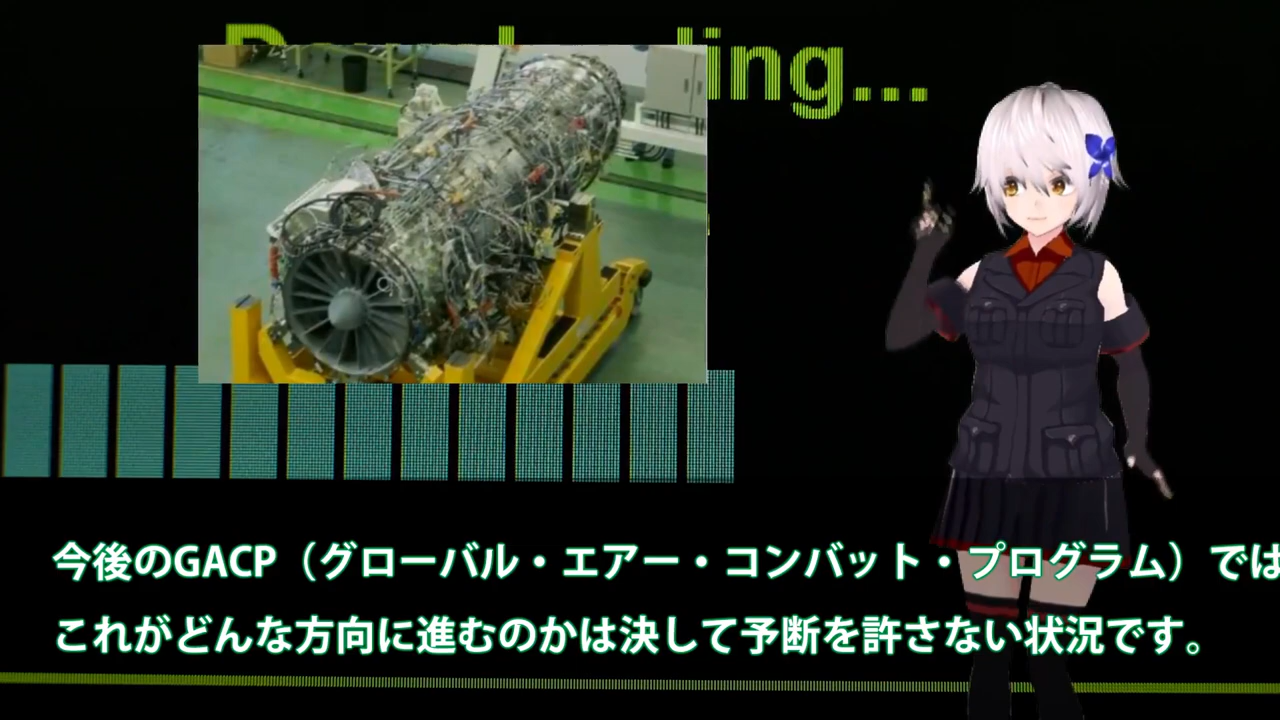 ing...
今後のGACP（グローバル・エアー・コンバット・プログラム）では
これがどんな方向に進むのかは決して予断を許さない状況です。